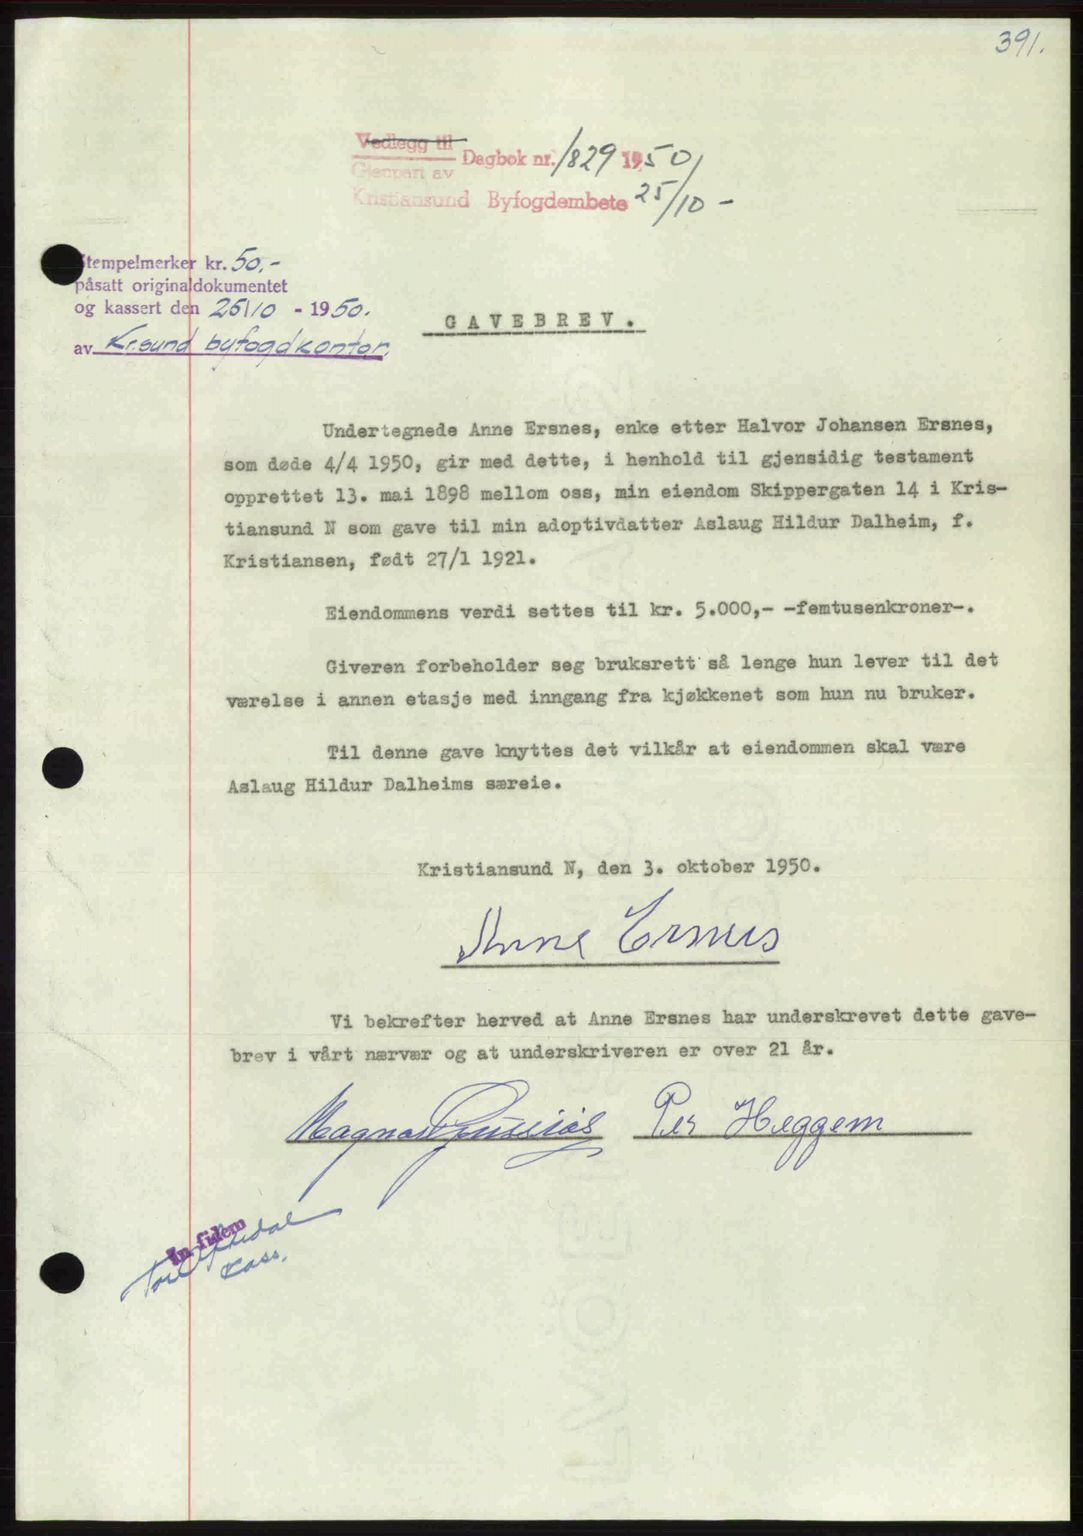 391.
Vedlegg til
Gjenpart av
Dagbok nr. 1829 1950
Kristiansund Byfogdembete 25/10 -
Stempelmerker kr. 50.-
påsatt originaldokumentet
og kassert den 25/10 - 1950.
av Kr.sund byfogdkontor.
GAVEBREV.
Undertegnede Anne Ersnes, enke etter Halvor Johansen Ersnes,
som døde 4/4 1950, gir med dette, i henhold til gjensidig testament
opprettet 13. mai 1898 mellom oss, min eiendom Skippergaten 14 i Kris-
tiansund N som gave til min adoptivdatter Aslaug Hildur Dalheim, f.
Kristiansen, født 27/1 1921.
Eiendommens verdi settes til kr. 5.000,- -femtusenkroner-.
Giveren forbeholder seg bruksrett så lenge hun lever til det
værelse i annen etasje med inngang fra kjøkkenet som hun nu bruker.
Til denne gave knyttes det vilkår at eiendommen skal være
Aslaug Hildur Dalheims særeie.
Kristiansund N, den 3. oktober 1950.
Anne Ersnes
Vi bekrefter herved at Anne Ersnes har underskrevet dette gave-
brev i vårt nærvær og at underskriveren er over 21 år.
Magnar Per Heggem
In fidem